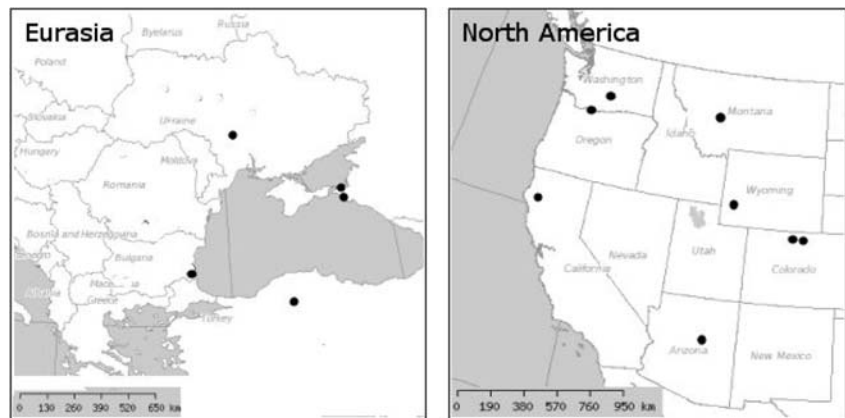 Eurasia
Russia
Byelarus
Poland
Slovakia
Ukraine
Hungary
Moldova
Romania
Bosnia and Herzegovina
Bulgaria
Albania
Greece
Turkey
0 130 260 390 650 km
North America
Washington
Montana
Oregon
Idaho
Wyoming
Nevada
Utah
Colorado
California
Arizona
New Mexico
0 190 380 570 760 950 km